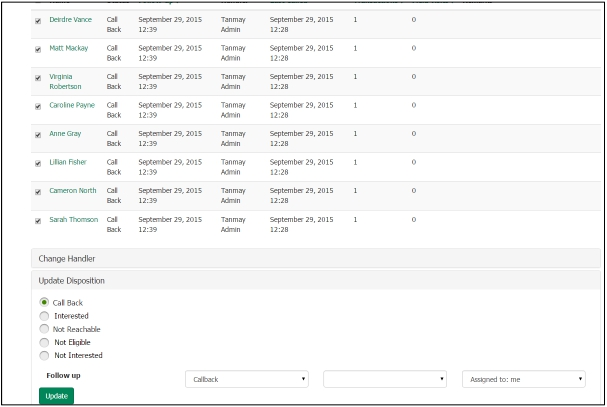 Deirdre Vance Call September 29, 2015 Tanmay September 29, 2015 1 0
Back 12:39 Admin 12:28
Matt Mackay Call September 29, 2015 Tanmay September 29, 2015 1 0
Back 12:39 Admin 12:28
Virginia Call September 29, 2015 Tanmay September 29, 2015 1 0
Robertson Back 12:39 Admin 12:28
Caroline Payne Call September 29, 2015 Tanmay September 29, 2015 1 0
Back 12:39 Admin 12:28
Anne Gray Call September 29, 2015 Tanmay September 29, 2015 1 0
Back 12:39 Admin 12:28
Lillian Fisher Call September 29, 2015 Tanmay September 29, 2015 1 0
Back 12:39 Admin 12:28
Cameron North Call September 29, 2015 Tanmay September 29, 2015 1 0
Back 12:39 Admin 12:28
Sarah Thomson Call September 29, 2015 Tanmay September 29, 2015 1 0
Back 12:39 Admin 12:28
Change Handler
Update Disposition
Call Back
Interested
Not Reachable
Not Eligible
Not Interested
Follow up Callback Assigned to: me
Update